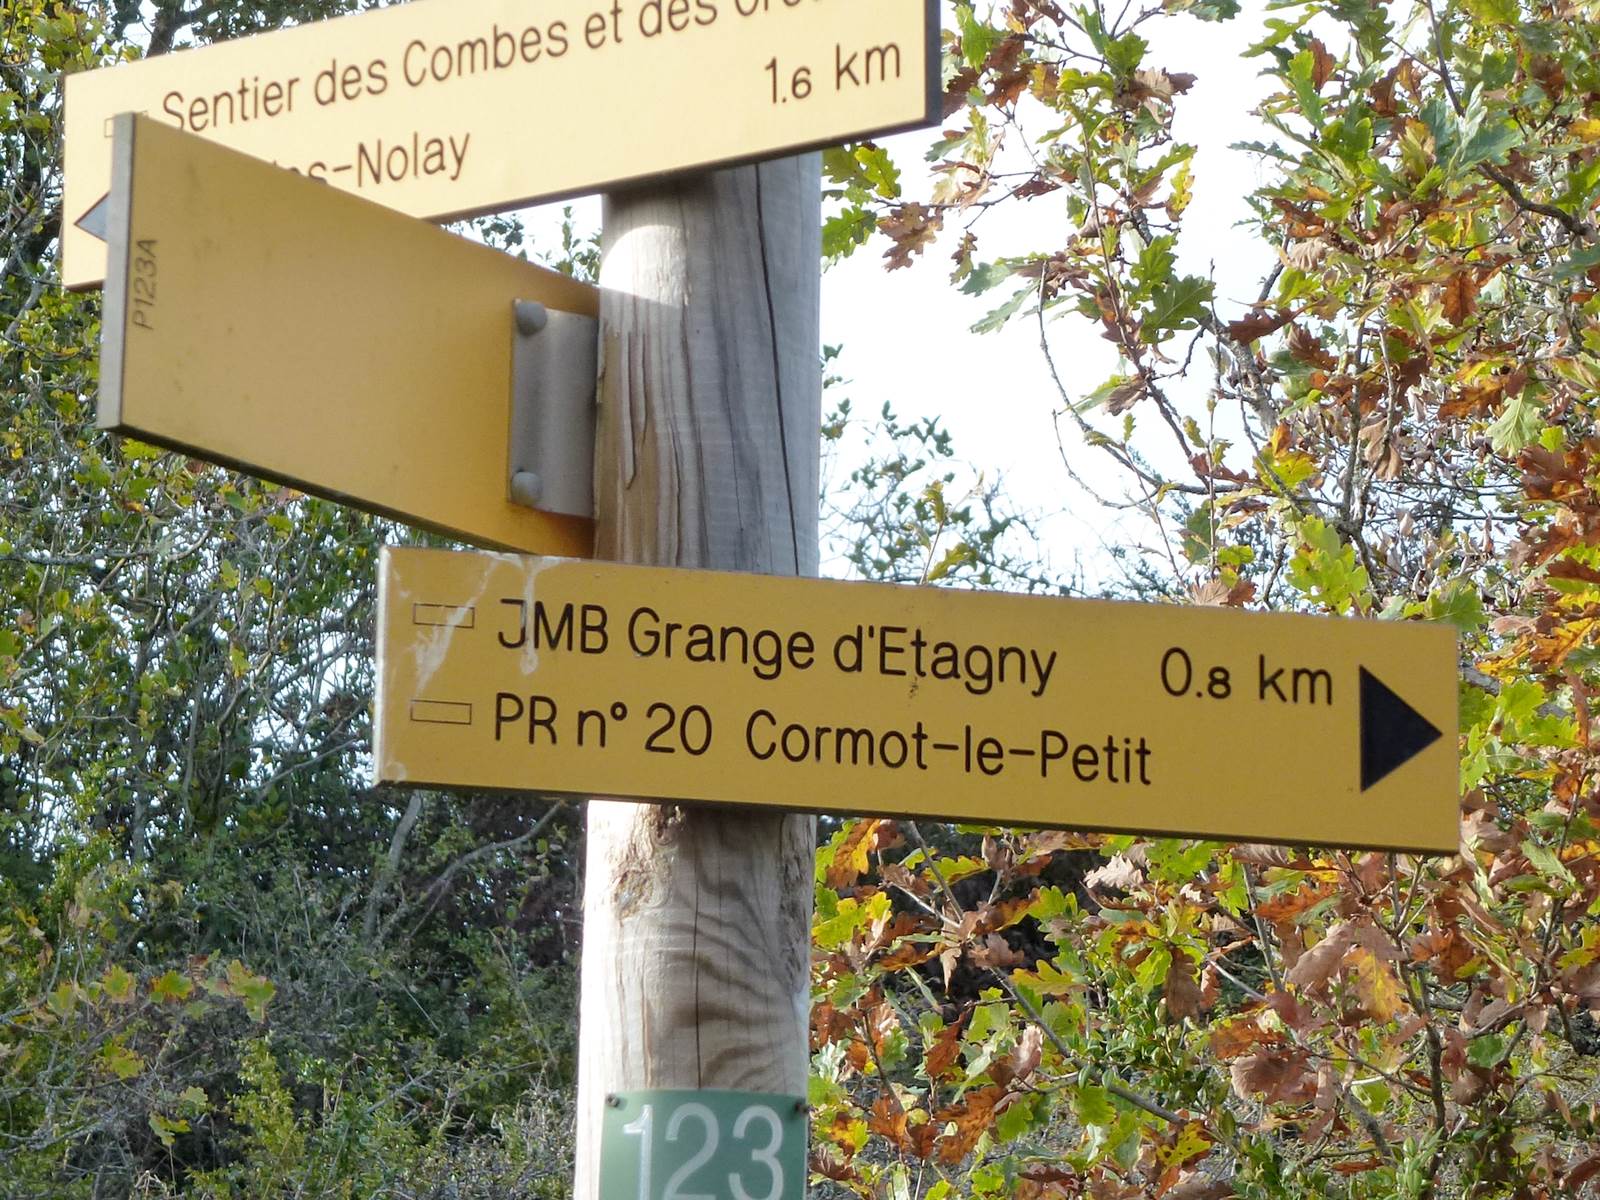 Sentier des Combes et des
1.6 km
-Nolay
P123A
JMB Grange d'Etagny 0.8 km
PR n° 20 Cormot-le-Petit
123